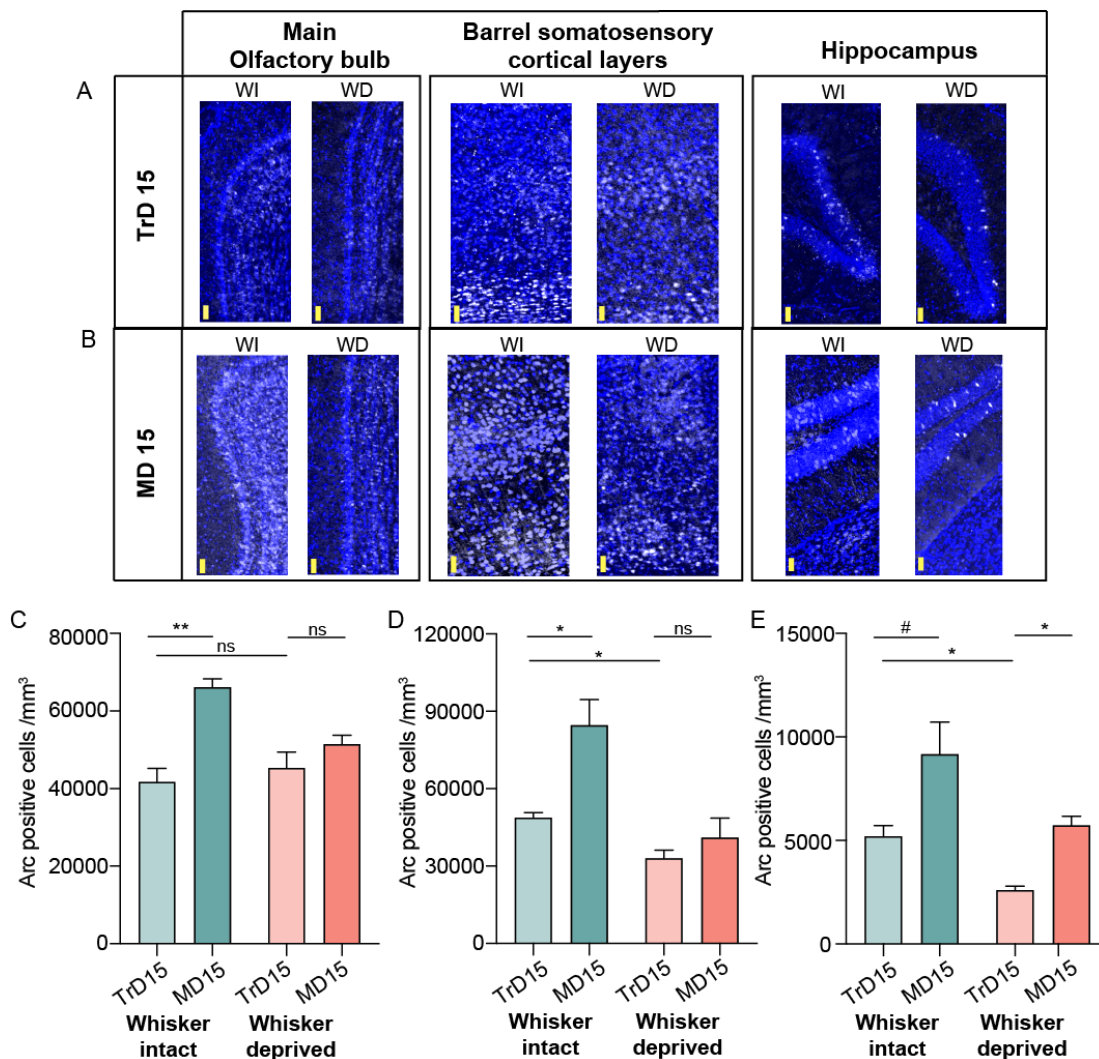 Main
Olfactory bulb
Barrel somatosensory
cortical layers
Hippocampus
A
WI
WD
WI
WD
WI
WD
TrD 15
B
WI
WD
WI
WD
WI
WD
MD 15
C
80000
60000
40000
20000
0
Arc positive cells /mm³
**
ns
ns
TrD15
MD15
TrD15
MD15
Whisker
intact
Whisker
deprived
D
120000
90000
60000
30000
0
Arc positive cells /mm³
*
ns
*
TrD15
MD15
TrD15
MD15
Whisker
intact
Whisker
deprived
E
15000
10000
5000
0
Arc positive cells /mm³
#
*
*
TrD15
MD15
TrD15
MD15
Whisker
intact
Whisker
deprived